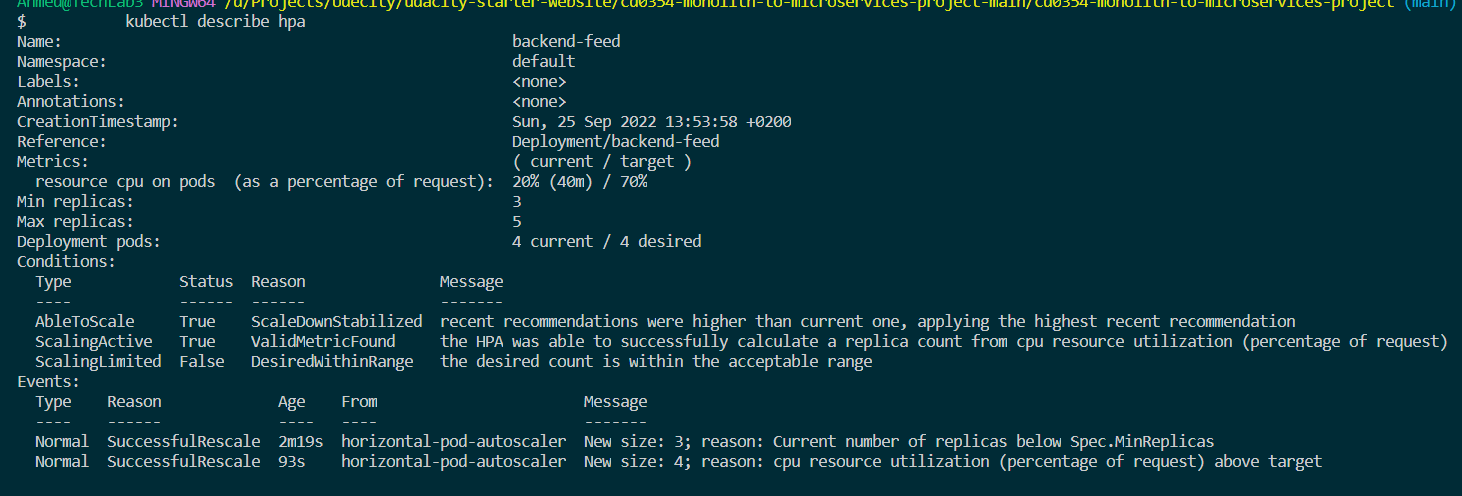 Ahmed@TechLab3 MINGW64 /d/Projects/Udecity/udacity-starter-website/cd0354-monolith-to-microservices-project-main/cd0354-monolith-to-microservices-project (main)
$ kubectl describe hpa
Name: backend-feed
Namespace: default
Labels: <none>
Annotations: <none>
CreationTimestamp: Sun, 25 Sep 2022 13:53:58 +0200
Reference: Deployment/backend-feed
Metrics: ( current / target )
resource cpu on pods (as a percentage of request): 20% (40m) / 70%
Min replicas: 3
Max replicas: 5
Deployment pods: 4 current / 4 desired
Conditions:
Type Status Reason Message
---- ------ ------ -------
AbleToScale True ScaleDownStabilized recent recommendations were higher than current one, applying the highest recent recommendation
ScalingActive True ValidMetricFound the HPA was able to successfully calculate a replica count from cpu resource utilization (percentage of request)
ScalingLimited False DesiredWithinRange the desired count is within the acceptable range
Events:
Type Reason Age From Message
---- ------ ---- ---- -------
Normal SuccessfulRescale 2m19s horizontal-pod-autoscaler New size: 3; reason: Current number of replicas below Spec.MinReplicas
Normal SuccessfulRescale 93s horizontal-pod-autoscaler New size: 4; reason: cpu resource utilization (percentage of request) above target